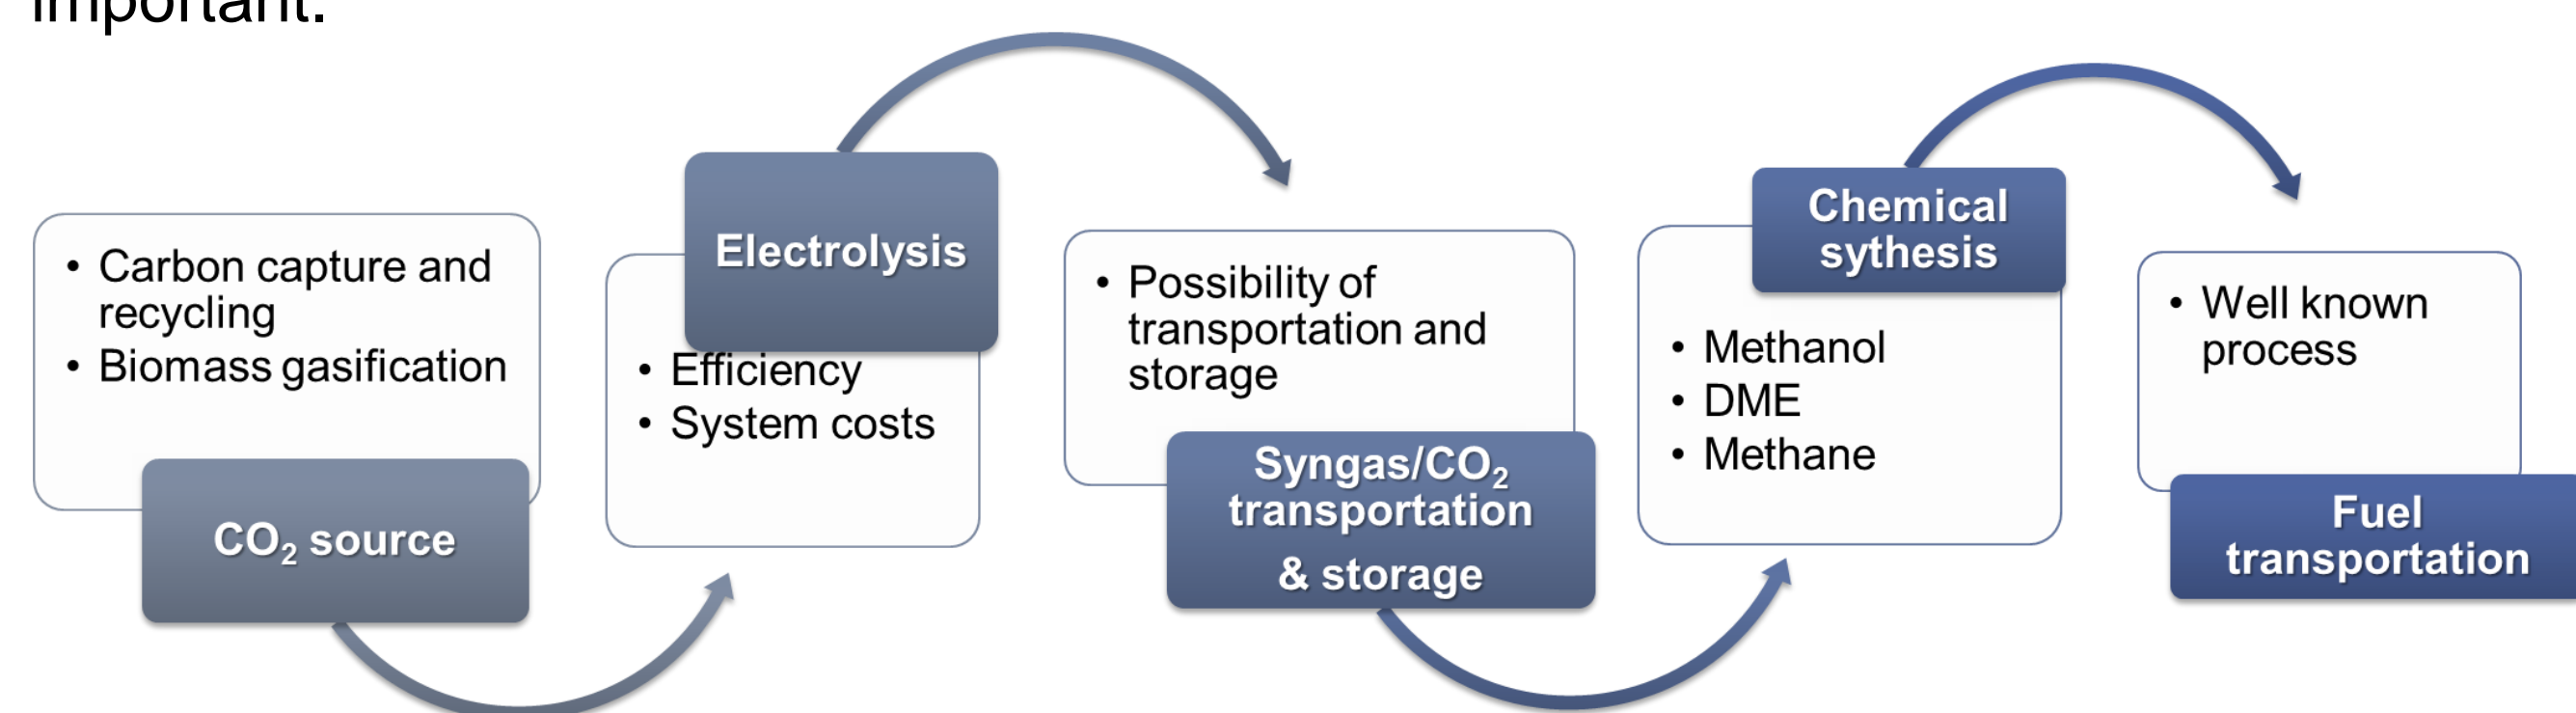 important.
• Carbon capture and
recycling
• Biomass gasification
CO₂ source
Electrolysis
• Efficiency
• System costs
• Possibility of
transportation and
storage
Syngas/CO₂
transportation
& storage
Chemical
sythesis
• Methanol
• DME
• Methane
• Well known
process
Fuel
transportation